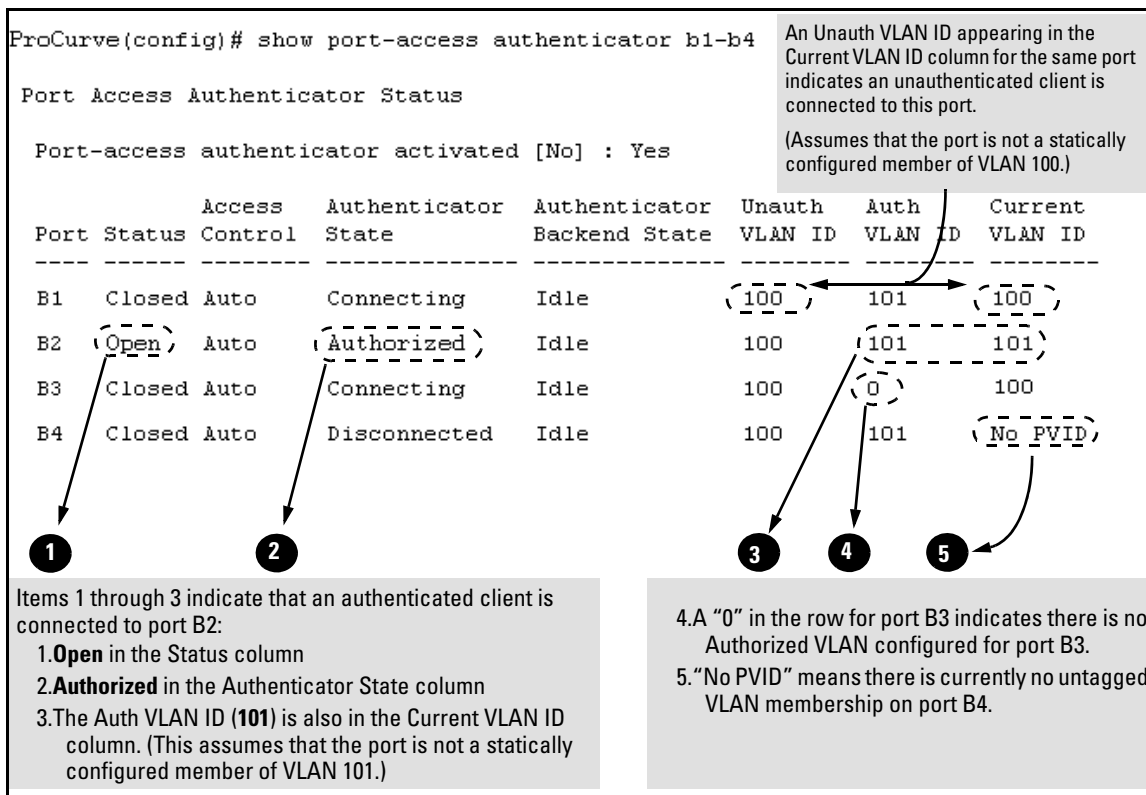 ProCurve(config)# show port-access authenticator b1-b4
An Unauth VLAN ID appearing in the
Current VLAN ID column for the same port
indicates an unauthenticated client is
connected to this port.
(Assumes that the port is not a statically
configured member of VLAN 100.)
Port Access Authenticator Status
Port-access authenticator activated [No] : Yes
Access Authenticator Authenticator Unauth Auth Current
Port Status Control State Backend State VLAN ID VLAN ID VLAN ID
---- ------ -------- -------------- -------------- -------- -------- --------
B1 Closed Auto Connecting Idle 100 101 100
B2 Open Auto Authorized Idle 100 101 101
B3 Closed Auto Connecting Idle 100 0 100
B4 Closed Auto Disconnected Idle 100 101 No PVID
1 2 3 4 5
Items 1 through 3 indicate that an authenticated client is
connected to port B2:
1.Open in the Status column
2.Authorized in the Authenticator State column
3.The Auth VLAN ID (101) is also in the Current VLAN ID
column. (This assumes that the port is not a statically
configured member of VLAN 101.)
4.A “0” in the row for port B3 indicates there is no
Authorized VLAN configured for port B3.
5.“No PVID” means there is currently no untagged
VLAN membership on port B4.